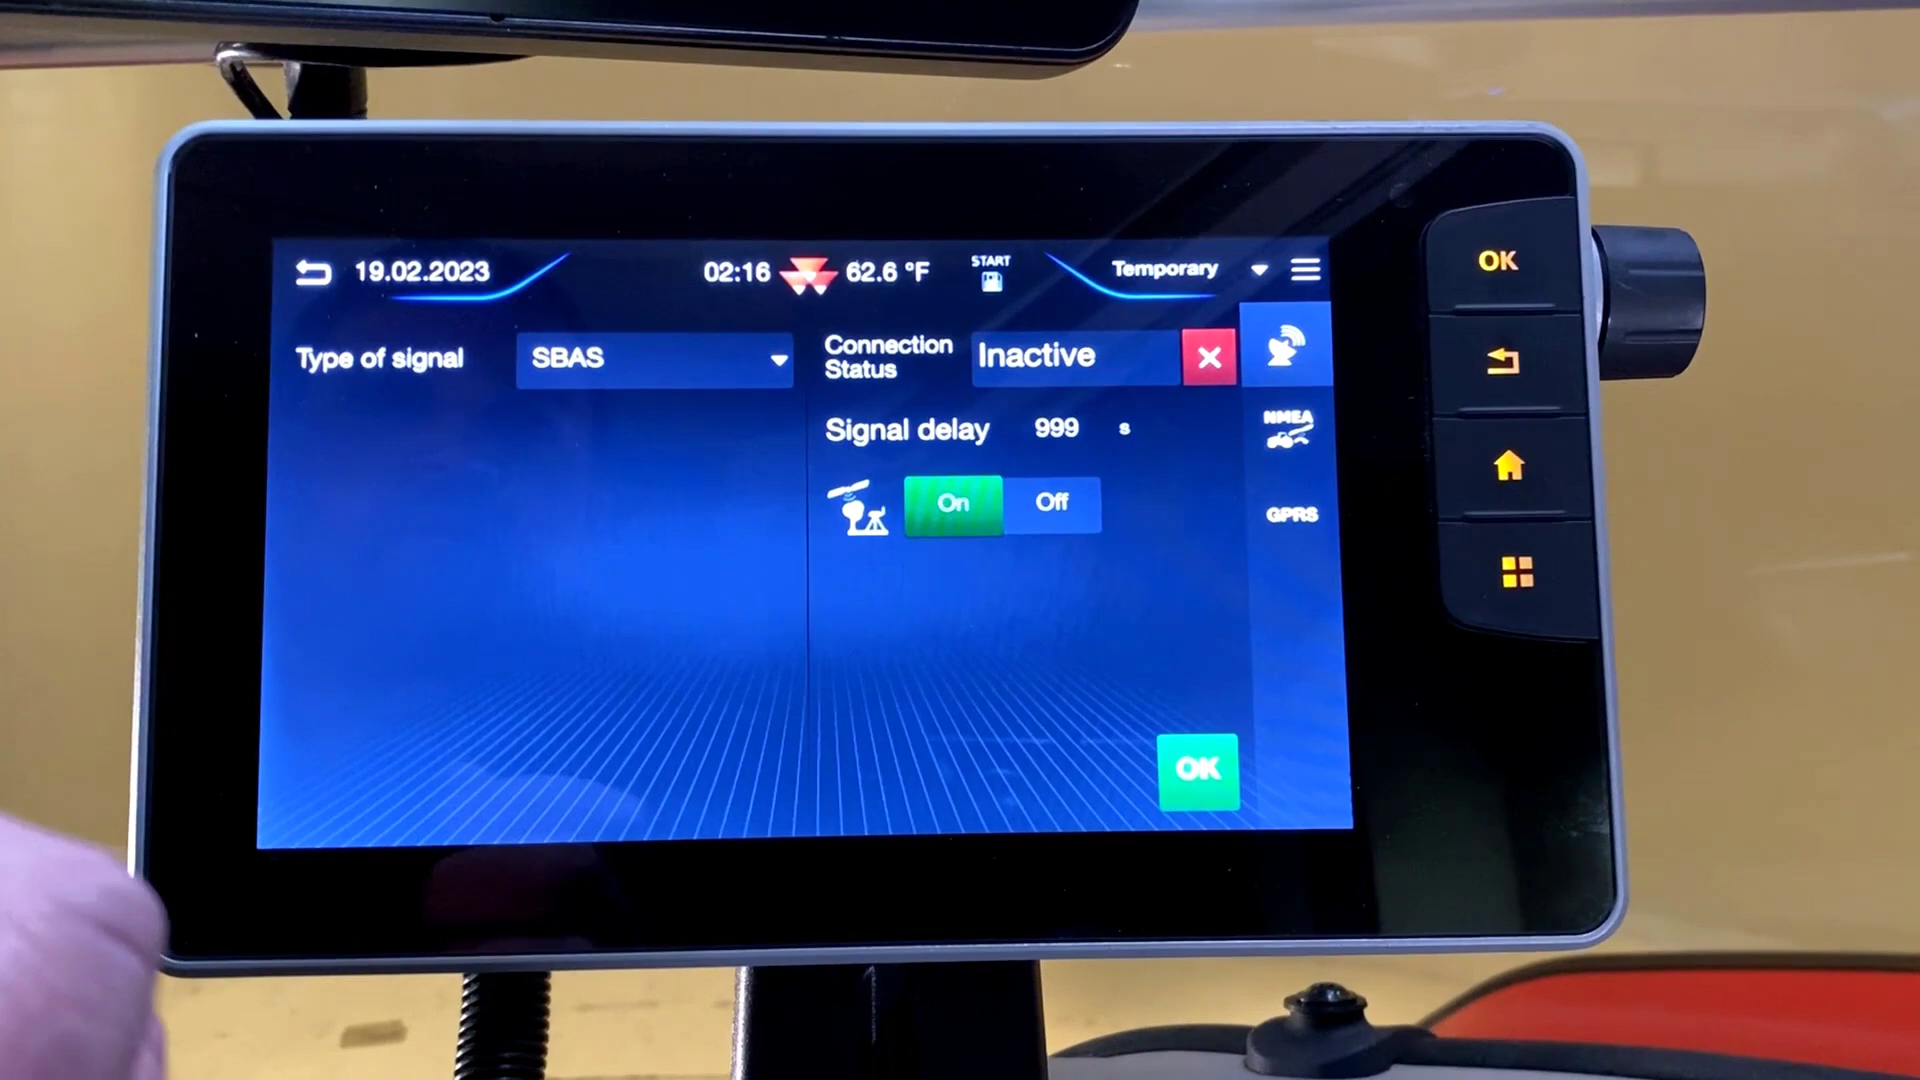 19.02.2023
02:16
62.6 °F
START
Temporary
Type of signal
SBAS
Connection
Status
Inactive
Signal delay 999 s
On
Off
NMEA
GPRS
OK
OK